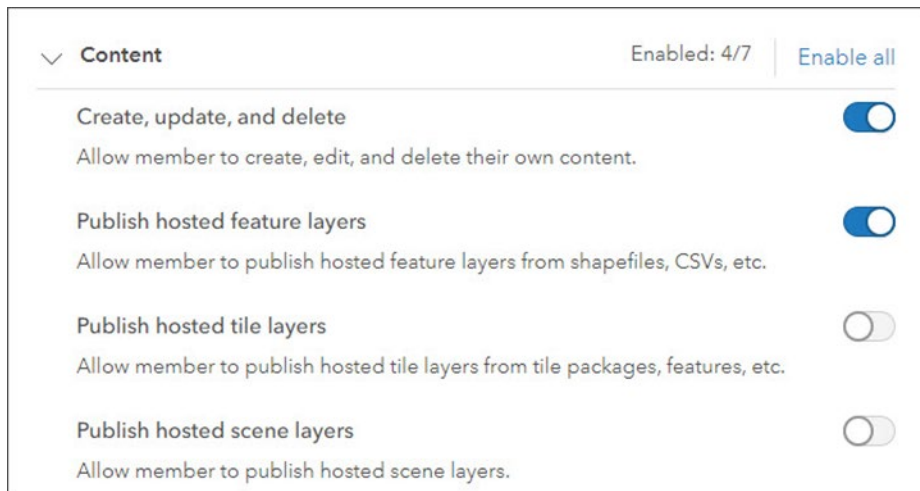 Content Enabled: 4/7 Enable all
Create, update, and delete
Allow member to create, edit, and delete their own content.
Publish hosted feature layers
Allow member to publish hosted feature layers from shapefiles, CSVs, etc.
Publish hosted tile layers
Allow member to publish hosted tile layers from tile packages, features, etc.
Publish hosted scene layers
Allow member to publish hosted scene layers.